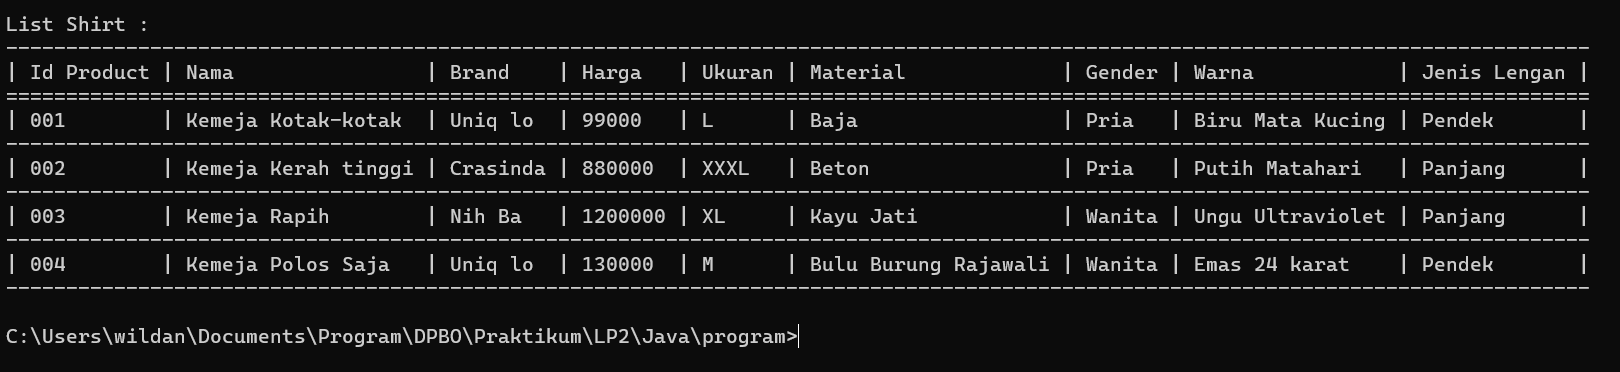 List Shirt :
------------------------------------------------------------------------------------------------------------------------------------
| Id Product | Nama                | Brand    | Harga   | Ukuran | Material             | Gender | Warna            | Jenis Lengan |
====================================================================================================================================
| 001        | Kemeja Kotak-kotak  | Uniq lo  | 99000   | L      | Baja                 | Pria   | Biru Mata Kucing | Pendek       |
------------------------------------------------------------------------------------------------------------------------------------
| 002        | Kemeja Kerah tinggi | Crasinda | 880000  | XXXL   | Beton                | Pria   | Putih Matahari   | Panjang      |
------------------------------------------------------------------------------------------------------------------------------------
| 003        | Kemeja Rapih        | Nih Ba   | 1200000 | XL     | Kayu Jati            | Wanita | Ungu Ultraviolet | Panjang      |
------------------------------------------------------------------------------------------------------------------------------------
| 004        | Kemeja Polos Saja   | Uniq lo  | 130000  | M      | Bulu Burung Rajawali | Wanita | Emas 24 karat    | Pendek       |
------------------------------------------------------------------------------------------------------------------------------------
C:\Users\wildan\Documents\Program\DPBO\Praktikum\LP2\Java\program>